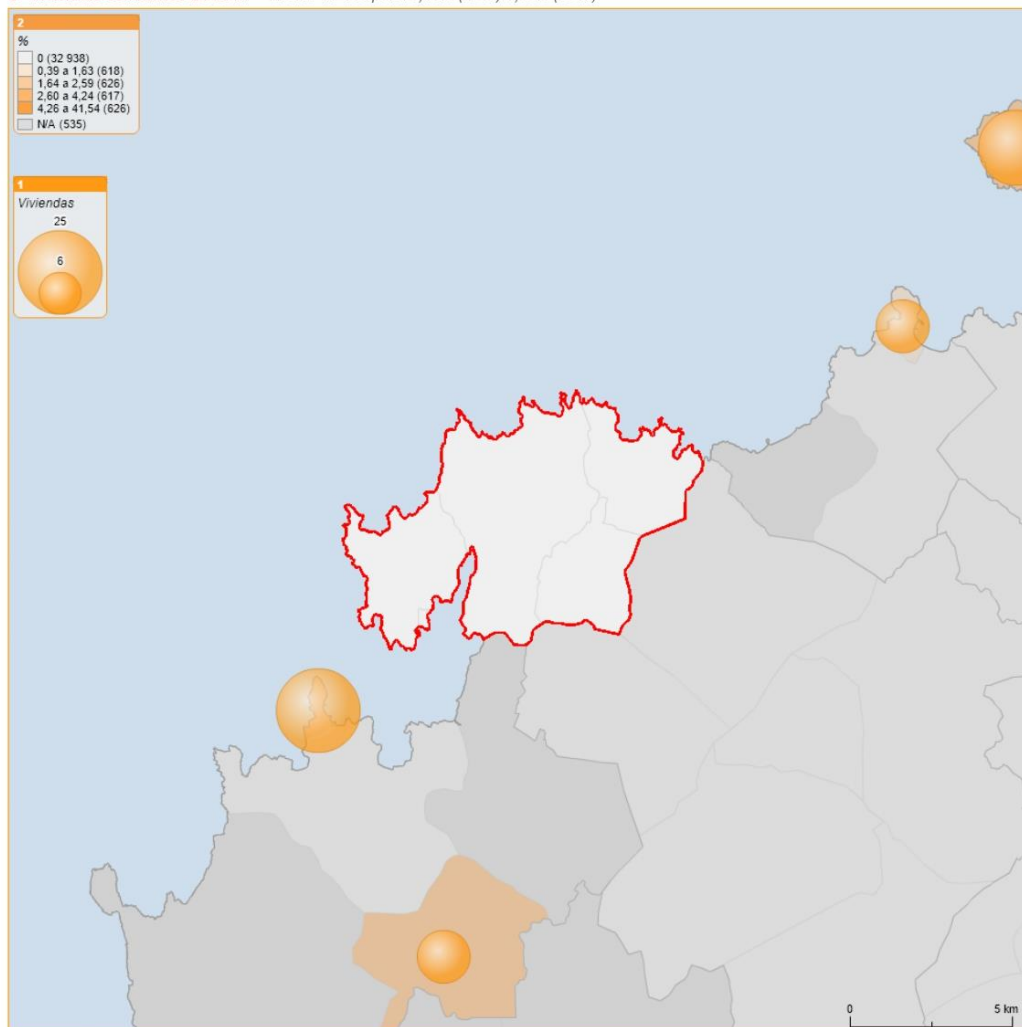 2
%
0 (32 938)
0,39 a 1,63 (618)
1,64 a 2,59 (626)
2,60 a 4,24 (617)
4,26 a 41,54 (626)
N/A (535)
1
Viviendas
25
6
0
5 km